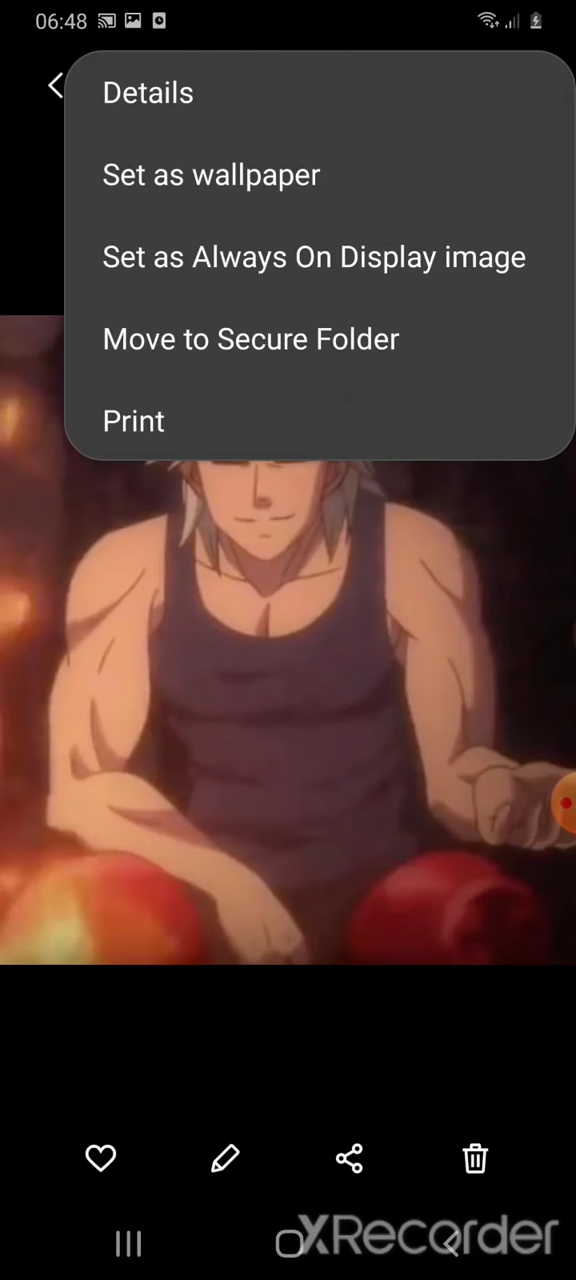 06:48
Details
Set as wallpaper
Set as Always On Display image
Move to Secure Folder
Print
XRecorder